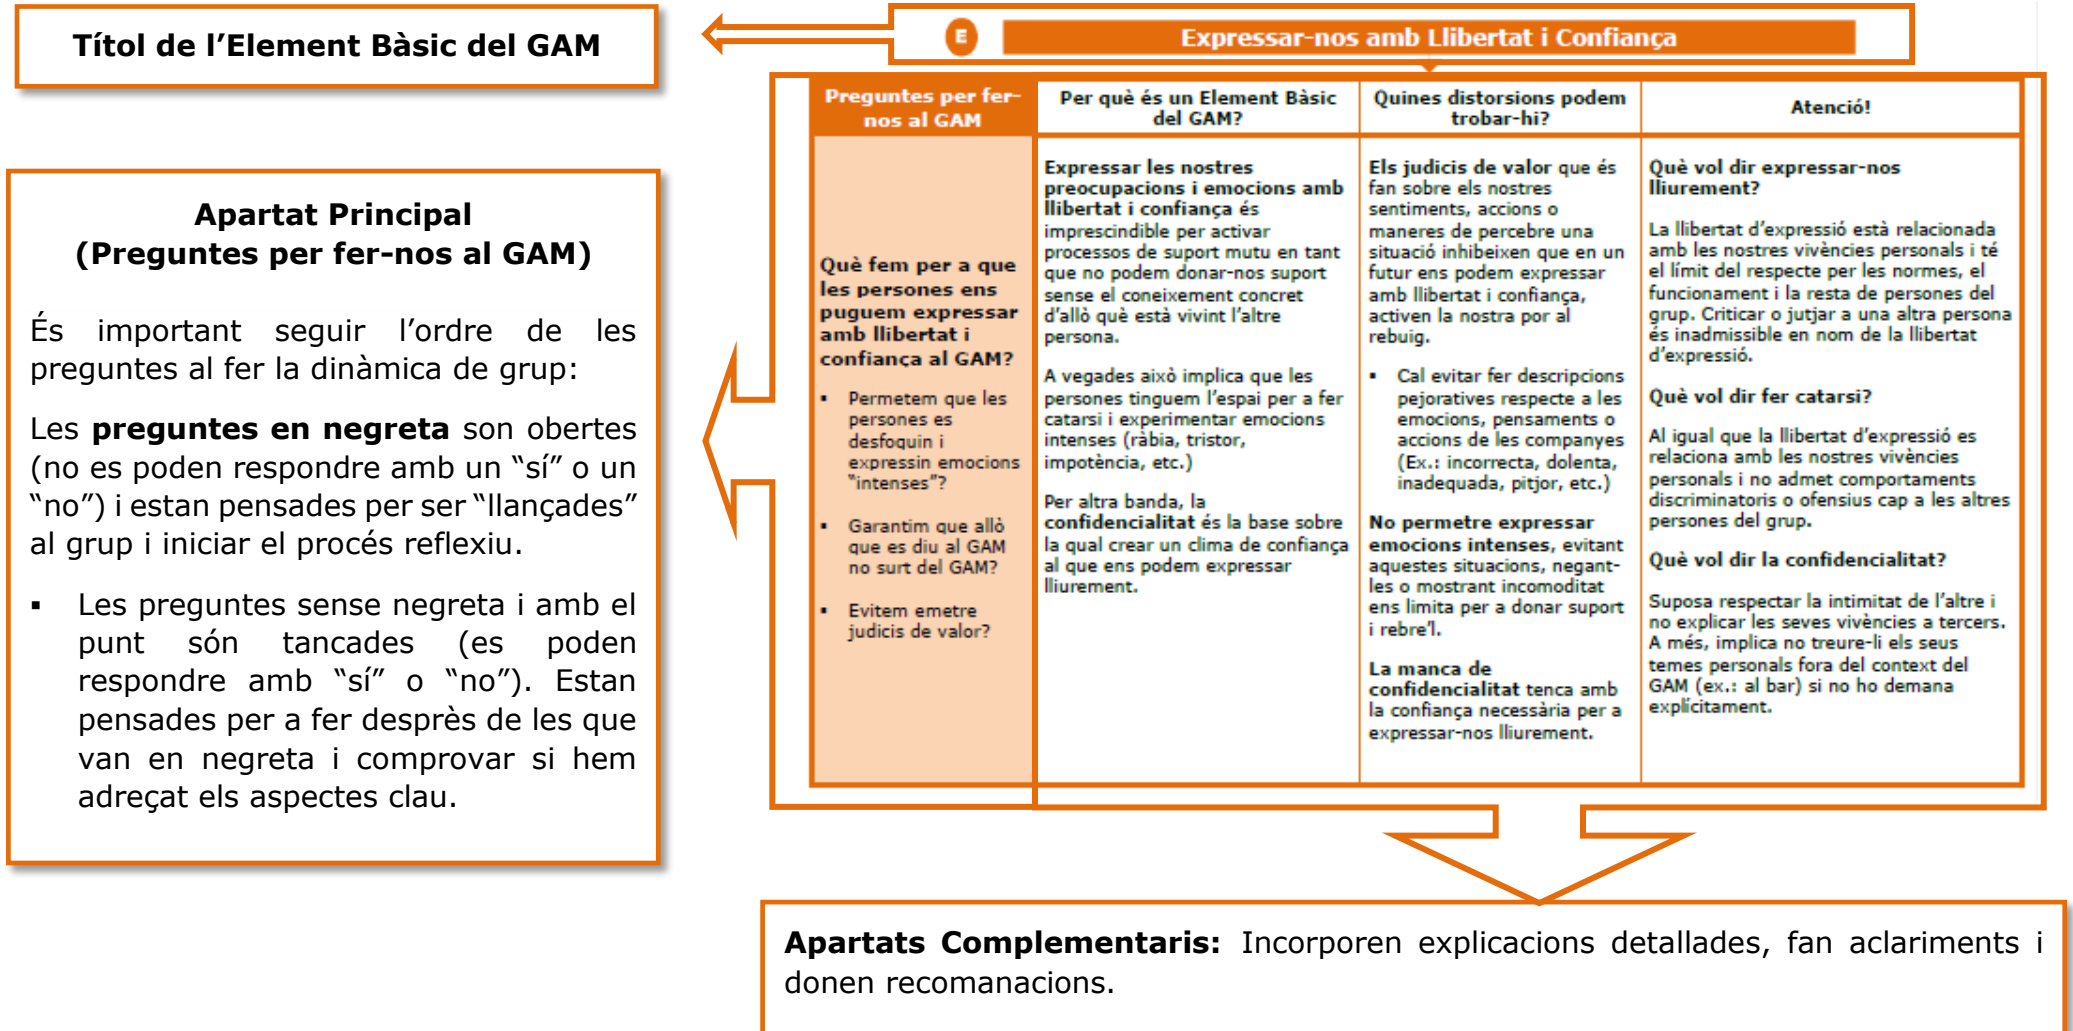 Títol de l’Element Bàsic del GAM
E
Expressar-nos amb Llibertat i Confiança
Apartat Principal
(Preguntes per fer-nos al GAM)
És important seguir l’ordre de les
preguntes al fer la dinàmica de grup:
Les preguntes en negreta son obertes
(no es poden respondre amb un “sí” o un
“no”) i estan pensades per ser “llançades”
al grup i iniciar el procés reflexiu.
▪ Les preguntes sense negreta i amb el
punt són tancades (es poden
respondre amb “sí” o “no”). Estan
pensades per a fer desprès de les que
van en negreta i comprovar si hem
adreçat els aspectes clau.
Preguntes per fer-
nos al GAM
Què fem per a que
les persones ens
puguem expressar
amb llibertat i
confiança al GAM?
▪ Permetem que les
persones es
desfoquin i
expressin emocions
“intenses”?
▪ Garantim que allò
que es diu al GAM
no surt del GAM?
▪ Evitem emetre
judicis de valor?
Per què és un Element Bàsic
del GAM?
Expressar les nostres
preocupacions i emocions amb
llibertat i confiança és
imprescindible per activar
processos de suport mutu en tant
que no podem donar-nos suport
sense el coneixement concret
d’allò què està vivint l’altre
persona.
A vegades això implica que les
persones tinguem l’espai per a fer
catarsi i experimentar emocions
intenses (ràbia, tristor,
impotència, etc.)
Per altra banda, la
confidencialitat és la base sobre
la qual crear un clima de confiança
al que ens podem expressar
lliurement.
Quines distorsions podem
trobar-hi?
Els judicis de valor que és
fan sobre els nostres
sentiments, accions o
maneres de percebre una
situació inhibeixen que en un
futur ens podem expressar
amb llibertat i confiança,
activen la nostra por al
rebuig.
▪ Cal evitar fer descripcions
pejoratives respecte a les
emocions, pensaments o
accions de les companyes
(Ex.: incorrecta, dolenta,
inadequada, pitjor, etc.)
No permetre expressar
emocions intenses, evitant
aquestes situacions, negant-
les o mostrant incomoditat
ens limita per a donar suport
i rebre’l.
La manca de
confidencialitat tenca amb
la confiança necessària per a
expressar-nos lliurement.
Atenció!
Què vol dir expressar-nos
lliurement?
La llibertat d’expressió està relacionada
amb les nostres vivències personals i té
el límit del respecte per les normes, el
funcionament i la resta de persones del
grup. Criticar o jutjar a una altra persona
és inadmissible en nom de la llibertat
d’expressió.
Què vol dir fer catarsi?
Al igual que la llibertat d’expressió es
relaciona amb les nostres vivències
personals i no admet comportaments
discriminatoris o ofensius cap a les altres
persones del grup.
Què vol dir la confidencialitat?
Suposa respectar la intimitat de l’altre i
no explicar les seves vivències a tercers.
A més, implica no treure-li els seus
temes personals fora del context del
GAM (ex.: al bar) si no ho demana
explícitament.
Apartats Complementaris: Incorporen explicacions detallades, fan aclariments i
donen recomanacions.